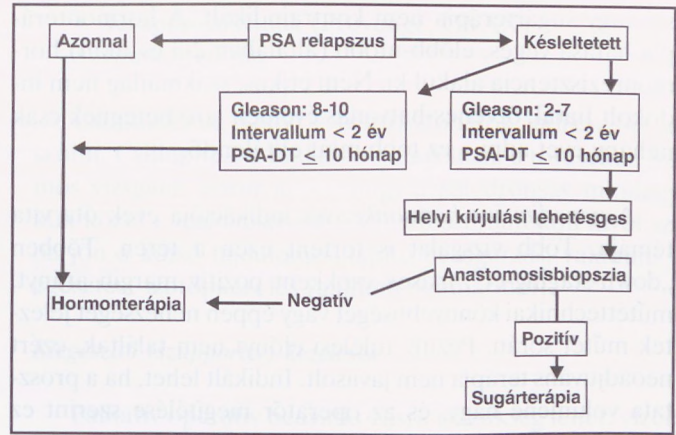 Azonnal
PSA relapszus
Késleltetett
Gleason: 8-10
Intervallum < 2 év
PSA-DT ≤ 10 hónap
Gleason: 2-7
Intervallum < 2 év
PSA-DT ≤ 10 hónap
Helyi kiújulási lehetésges
Anastomosisbiopszia
Hormonterápia
Negatív
Pozitív
Sugárterápia